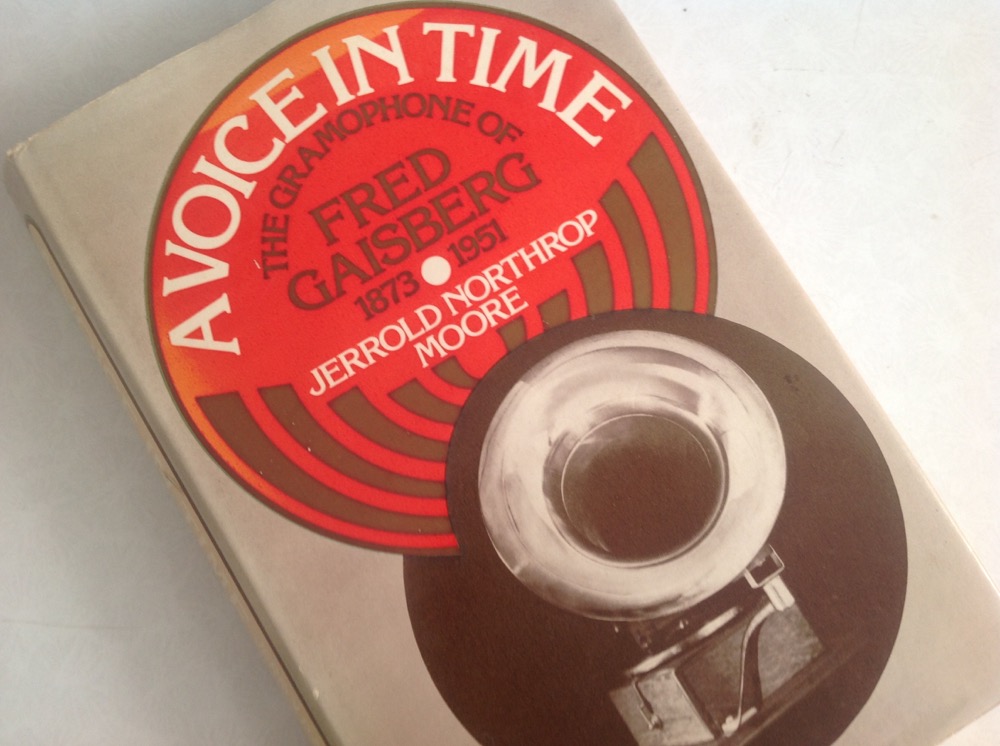 A VOICE IN TIME
THE GRAMOPHONE OF
FRED
GAISBERG
1873 1951
JERROLD NORTHROP
MOORE